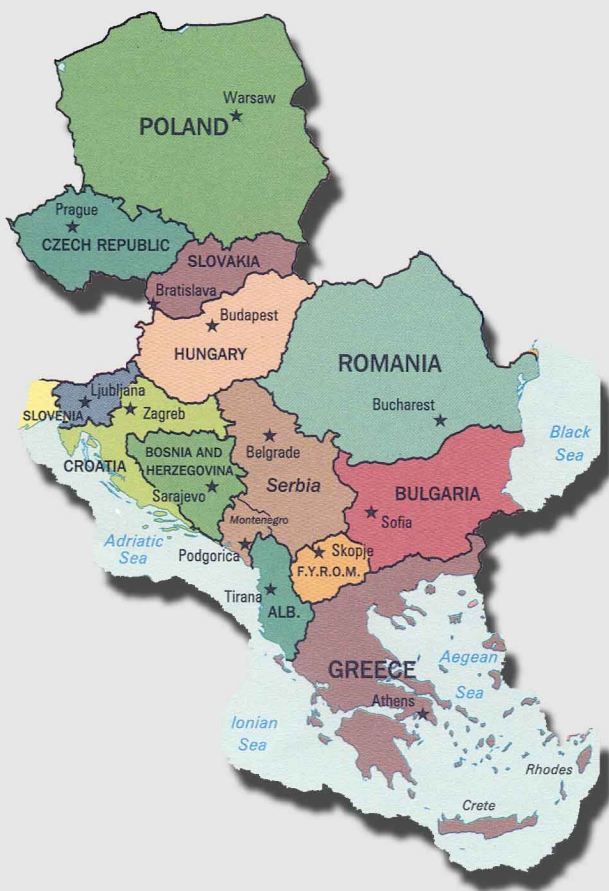 Warsaw
POLAND
Prague
CZECH REPUBLIC
SLOVAKIA
Bratislava
Budapest
HUNGARY
ROMANIA
Bucharest
Ljubljana
SLOVENIA
Zagreb
CROATIA
BOSNIA AND
HERZEGOVINA
Sarajevo
Belgrade
Serbia
Black
Sea
BULGARIA
Sofia
Montenegro
Adriatic
Sea
Podgorica
Skopje
F.Y.R.O.M.
Tirana
ALB.
GREECE
Athens
Aegean
Sea
Ionian
Sea
Rhodes
Crete